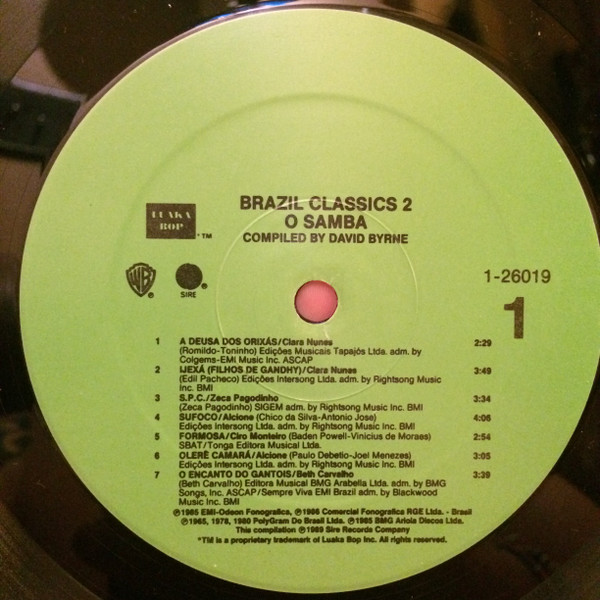 BRAZIL CLASSICS 2
O SAMBA
COMPILED BY DAVID BYRNE
LUAKA
BOP
TM
WB
SIRE
1-26019
1
1 A DEUSA DOS ORIXÁS/Clara Nunes 2:29
(Romildo-Toninho) Edições Musicais Tapajós Ltda. adm. by
Colgems-EMI Music Inc. ASCAP
2 IJEXÁ (FILHOS DE GANDHY)/Clara Nunes 3:49
(Edil Pacheco) Edições Intersong Ltda. adm. by Rightsong Music
Inc. BMI
3 S.P.C./Zeca Pagodinho 3:34
(Zeca Pagodinho) SIGEM adm. by Rightsong Music Inc. BMI
4 SUFOCO/Alcione (Chico da Silva-Antonio Jose) 4:06
Edições Intersong Ltda. adm. by Rightsong Music Inc. BMI
5 FORMOSA/Ciro Monteiro (Baden Powell-Vinicius de Moraes) 2:54
SBAT/Tonga Editora Musical Ltda.
6 OLERÊ CAMARÁ/Alcione (Paulo Debetio-Joel Menezes) 3:05
Edições Intersong Ltda. adm. by Rightsong Music Inc. BMI
7 O ENCANTO DO GANTOIS/Beth Carvalho 3:39
(Beth Carvalho) Editora Musical BMG Arabella Ltda. adm. by BMG
Songs, Inc. ASCAP/Sempre Viva EMI Brazil adm. by Blackwood
Music Inc. BMI
℗1985 EMI-Odeon Fonografica, ℗1986 Comercial Fonografica RGE Ltda. - Brasil
℗1965, 1978, 1980 PolyGram Do Brasil Ltda. ℗1985 BMG Ariola Discos Ltda.
This compilation ℗1989 Sire Records Company
*TM is a proprietary trademark of Luaka Bop Inc. All rights reserved.